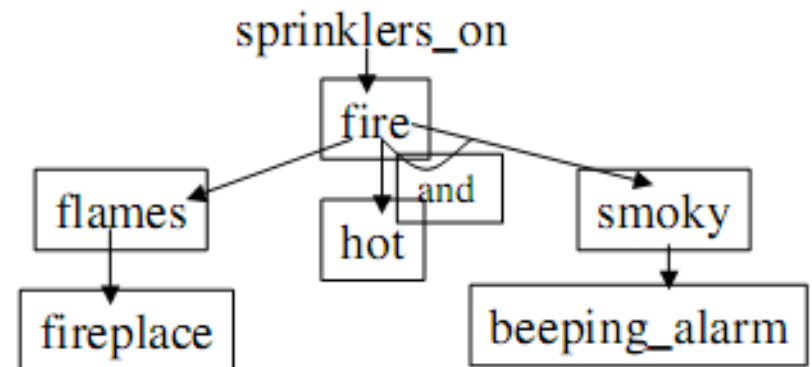 sprinklers_on
fire
and
flames
smoky
hot
fireplace
beeping_alarm